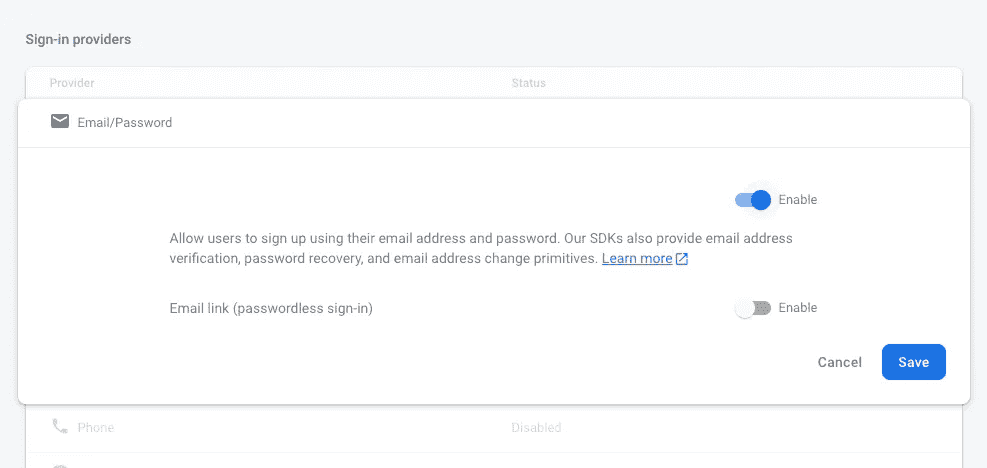 Sign-in providers
Provider Status
Email/Password
Enable
Allow users to sign up using their email address and password. Our SDKs also provide email address
verification, password recovery, and email address change primitives. Learn more
Email link (passwordless sign-in) Enable
Cancel Save
Phone Disabled